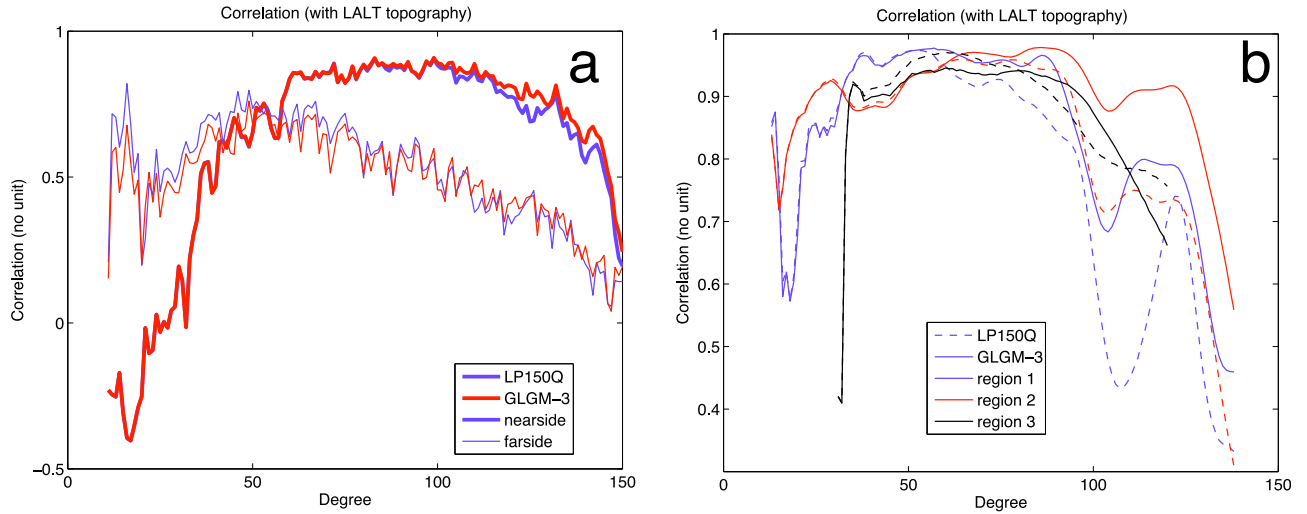 Correlation (with LALT topography)
a
1
0.5
0
−0.5
Correlation (no unit)
0
50
100
150
Degree
LP150Q
GLGM−3
nearside
farside
Correlation (with LALT topography)
b
1
0.9
0.8
0.7
0.6
0.5
0.4
Correlation (no unit)
0
50
100
150
Degree
LP150Q
GLGM−3
region 1
region 2
region 3